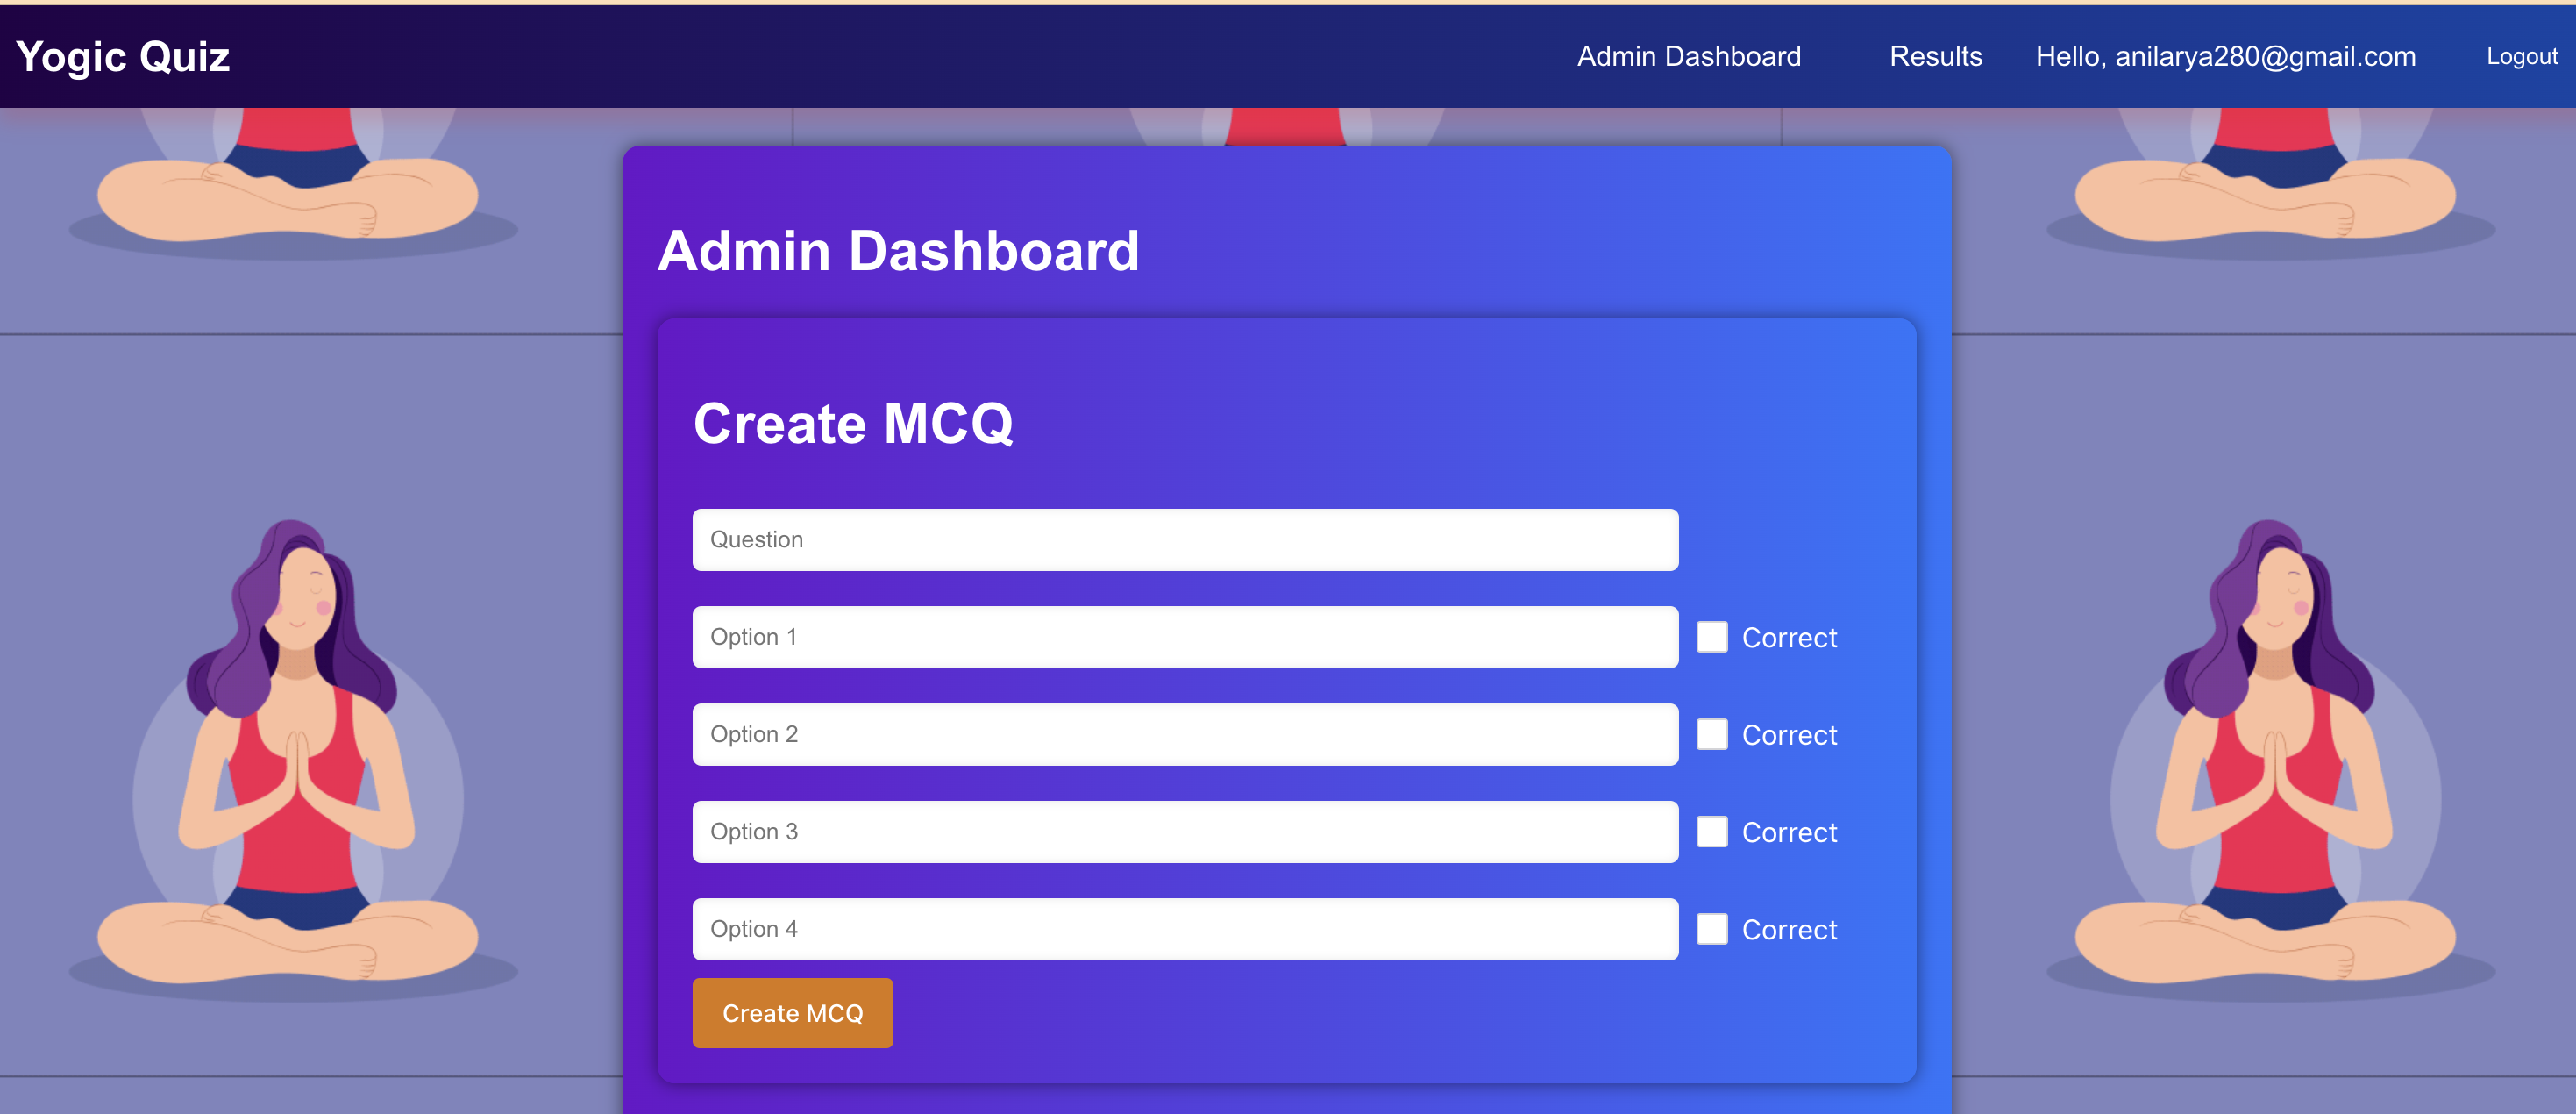 Yogic Quiz
Admin Dashboard Results Hello, anilarya280@gmail.com Logout
Admin Dashboard
Create MCQ
Question
Option 1 Correct
Option 2 Correct
Option 3 Correct
Option 4 Correct
Create MCQ